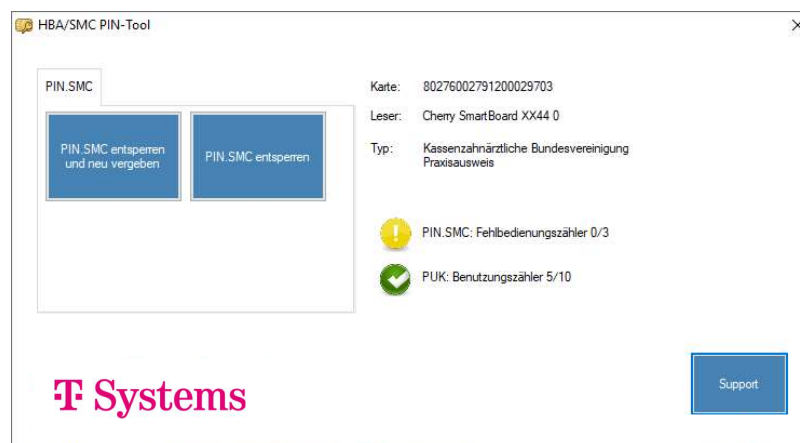 HBA/SMC PIN-Tool
PIN.SMC
PIN.SMC entsperren
und neu vergeben
PIN.SMC entsperren
Karte: 80276002791200029703
Leser: Cherry SmartBoard XX44 0
Typ: Kassenzahnärztliche Bundesvereinigung
Praxisausweis
PIN.SMC: Fehlbedienungszähler 0/3
PUK: Benutzungszähler 5/10
T Systems
Support